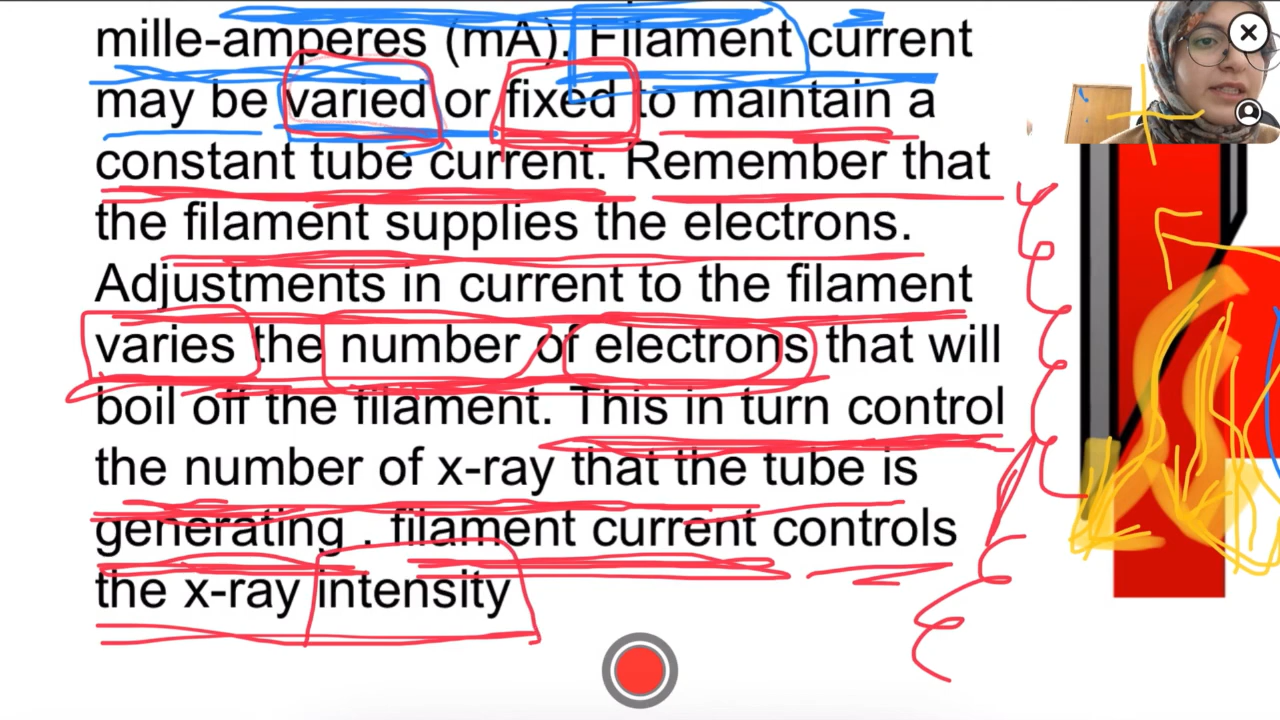 mille-amperes (mA). Filament current
may be varied or fixed to maintain a
constant tube current. Remember that
the filament supplies the electrons.
Adjustments in current to the filament
varies the number of electrons that will
boil off the filament. This in turn control
the number of x-ray that the tube is
generating . filament current controls
the x-ray intensity